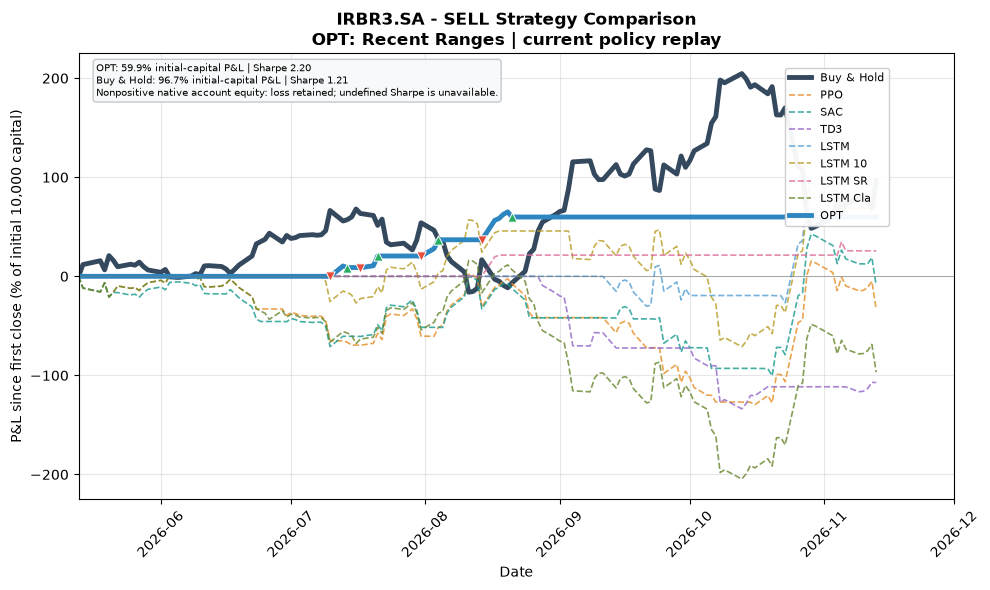 IRBR3.SA - SELL Strategy Comparison
OPT: Recent Ranges | current policy replay
OPT: 59.9% initial-capital P&L | Sharpe 2.20
Buy & Hold: 96.7% initial-capital P&L | Sharpe 1.21
Nonpositive native account equity: loss retained; undefined Sharpe is unavailable.
Buy & Hold
PPO
SAC
TD3
LSTM
LSTM 10
LSTM SR
LSTM Cla
OPT
P&L since first close (% of initial 10,000 capital)
200
100
0
−100
−200
2026-06
2026-07
2026-08
2026-09
2026-10
2026-11
2026-12
Date